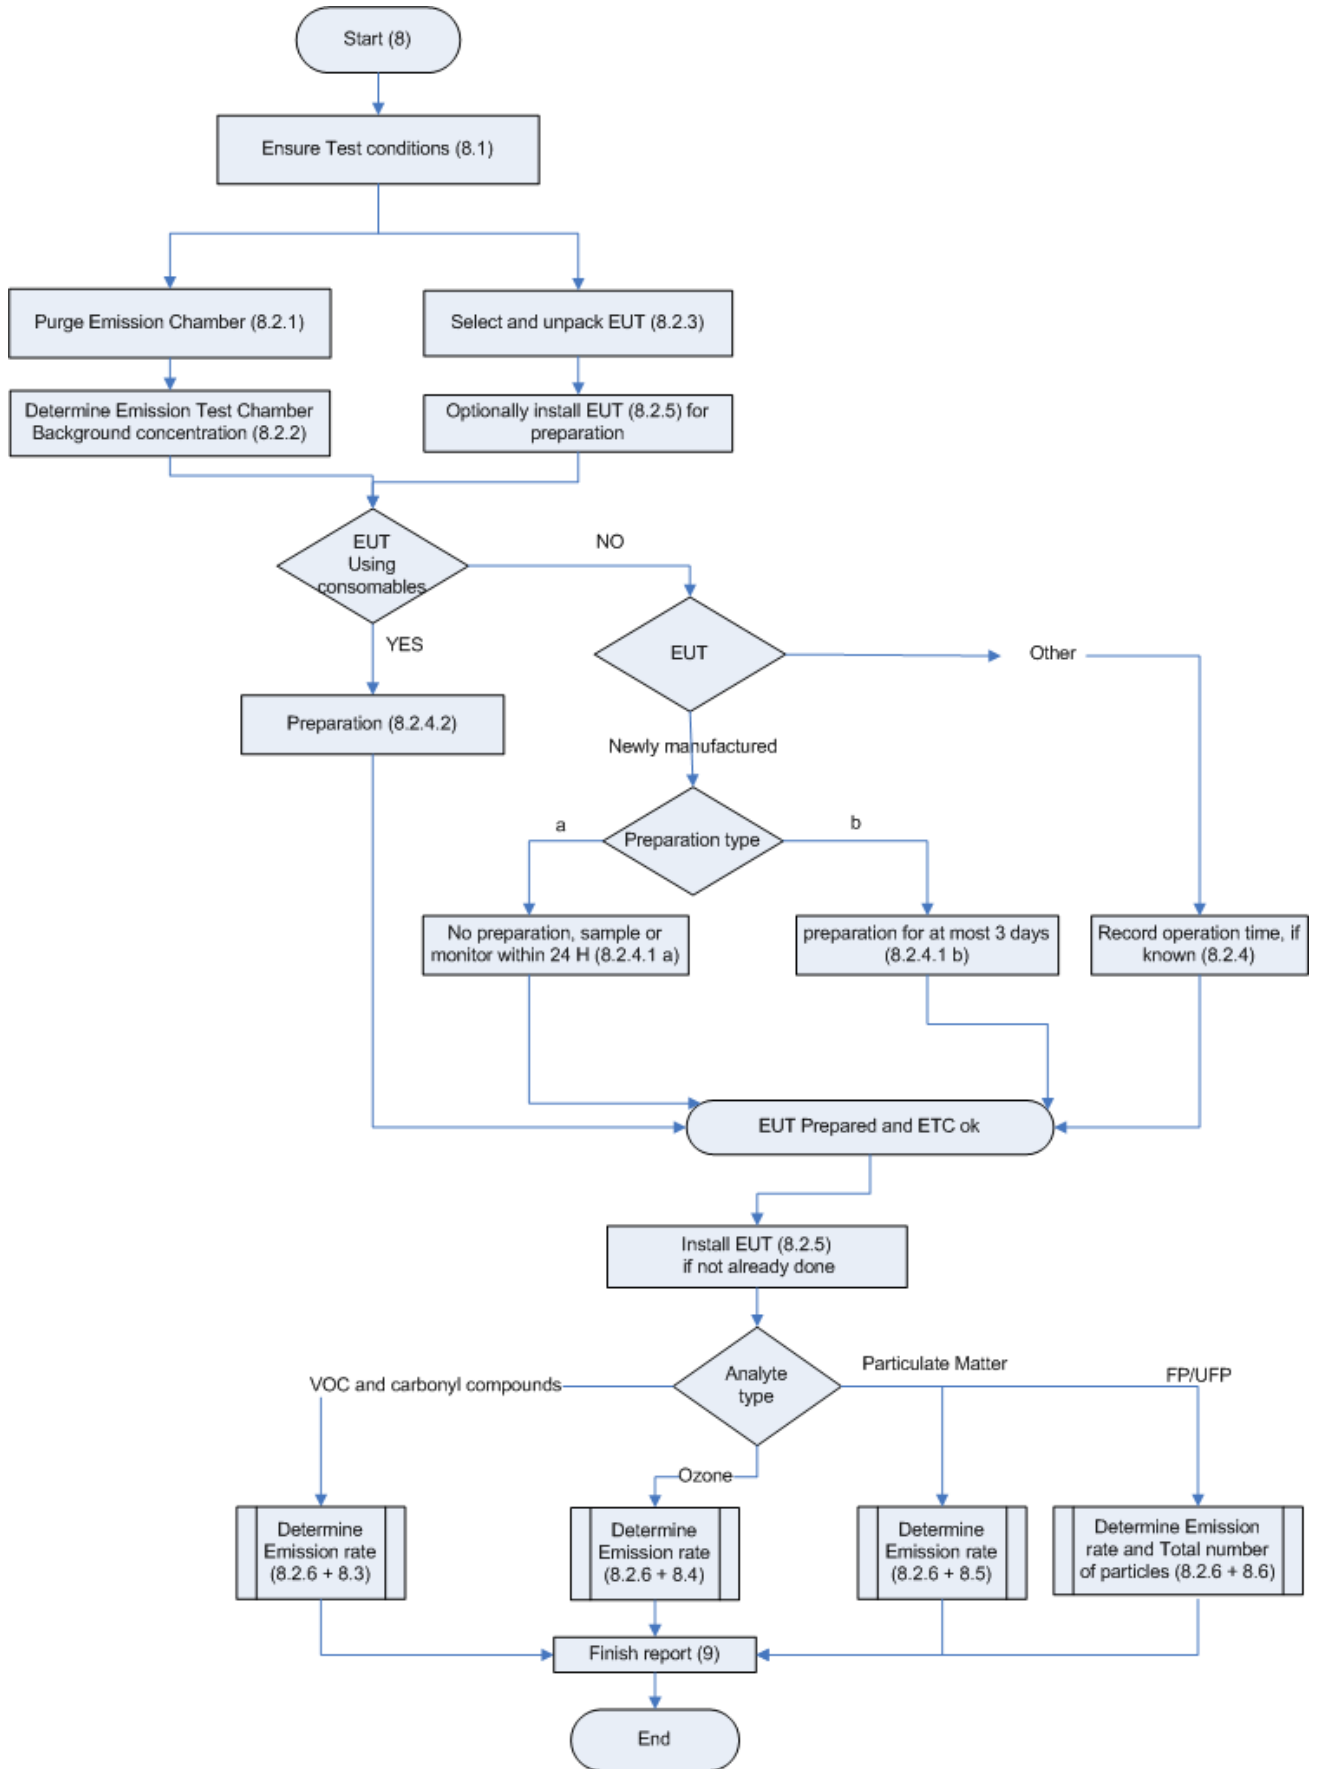 Start (8)
Ensure Test conditions (8.1)
Purge Emission Chamber (8.2.1)
Select and unpack EUT (8.2.3)
Determine Emission Test Chamber
Background concentration (8.2.2)
Optionally install EUT (8.2.5) for
preparation
EUT
Using
consomables
NO
YES
EUT
Other
Preparation (8.2.4.2)
Newly manufactured
Preparation type
a
b
No preparation, sample or
monitor within 24 H (8.2.4.1 a)
preparation for at most 3 days
(8.2.4.1 b)
Record operation time, if
known (8.2.4)
EUT Prepared and ETC ok
Install EUT (8.2.5)
if not already done
Analyte
type
VOC and carbonyl compounds
Particulate Matter
FP/UFP
Ozone
Determine
Emission rate
(8.2.6 + 8.3)
Determine
Emission rate
(8.2.6 + 8.4)
Determine
Emission rate
(8.2.6 + 8.5)
Determine Emission
rate and Total number
of particles (8.2.6 + 8.6)
Finish report (9)
End